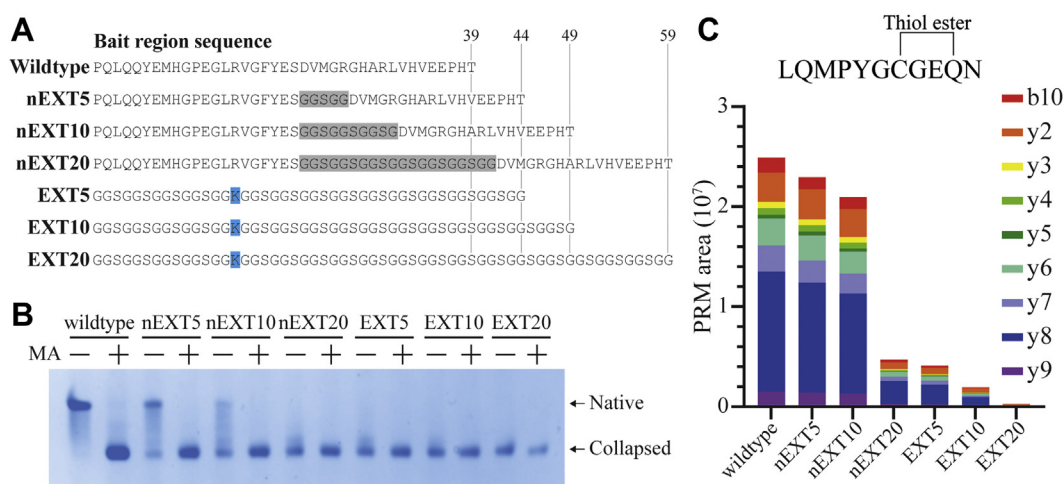 A
Bait region sequence
39
44
49
59
Wildtype PQLQQYEMHGPEGLRVGFYESDVMGRGHARLVHVEEPHT
nEXT5 PQLQQYEMHGPEGLRVGFYESGGSGGDVMGRGHARLVHVEEPHT
nEXT10 PQLQQYEMHGPEGLRVGFYESGGSGGSGGSGDVMGRGHARLVHVEEPHT
nEXT20 PQLQQYEMHGPEGLRVGFYESGGSGGSGGSGGSGGSGGSGGDVMGRGHARLVHVEEPHT
EXT5 GGSGGSGGSGGSGGKGGSGGSGGSGGSGGSGGSGGSGGSGGSGG
EXT10 GGSGGSGGSGGSGGKGGSGGSGGSGGSGGSGGSGGSGGSGGSGGSGGSG
EXT20 GGSGGSGGSGGSGGKGGSGGSGGSGGSGGSGGSGGSGGSGGSGGSGGSGGSGGSGGSGG
B
wildtype nEXT5 nEXT10 nEXT20 EXT5 EXT10 EXT20
MA − + − + − + − + − + − + − +
← Native
← Collapsed
C
Thiol ester
LQMPYGCGEQN
PRM area (10⁷)
3
2
1
0
wildtype
nEXT5
nEXT10
nEXT20
EXT5
EXT10
EXT20
b10
y2
y3
y4
y5
y6
y7
y8
y9